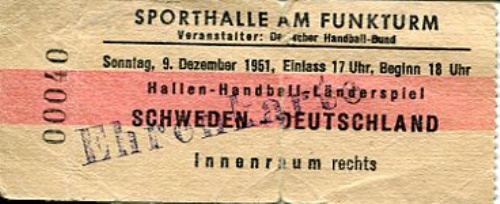 SPORTHALLE AM FUNKTURM
Veranstalter: Deutscher Handball-Bund
Sonntag, 9. Dezember 1951, Einlass 17 Uhr, Beginn 18 Uhr
Hallen-Handball-Länderspiel
SCHWEDEN DEUTSCHLAND
Innenraum rechts
Ehrenkarte
00040